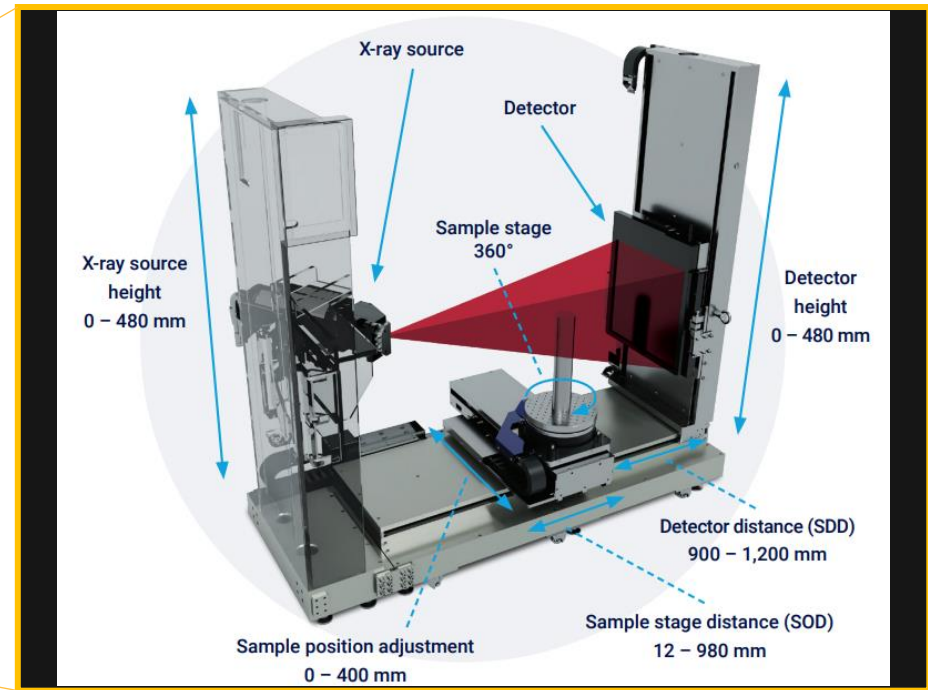 X-ray source
Detector
Sample stage
360°
X-ray source
height
0 – 480 mm
Detector
height
0 – 480 mm
Detector distance (SDD)
900 – 1,200 mm
Sample stage distance (SOD)
12 – 980 mm
Sample position adjustment
0 – 400 mm